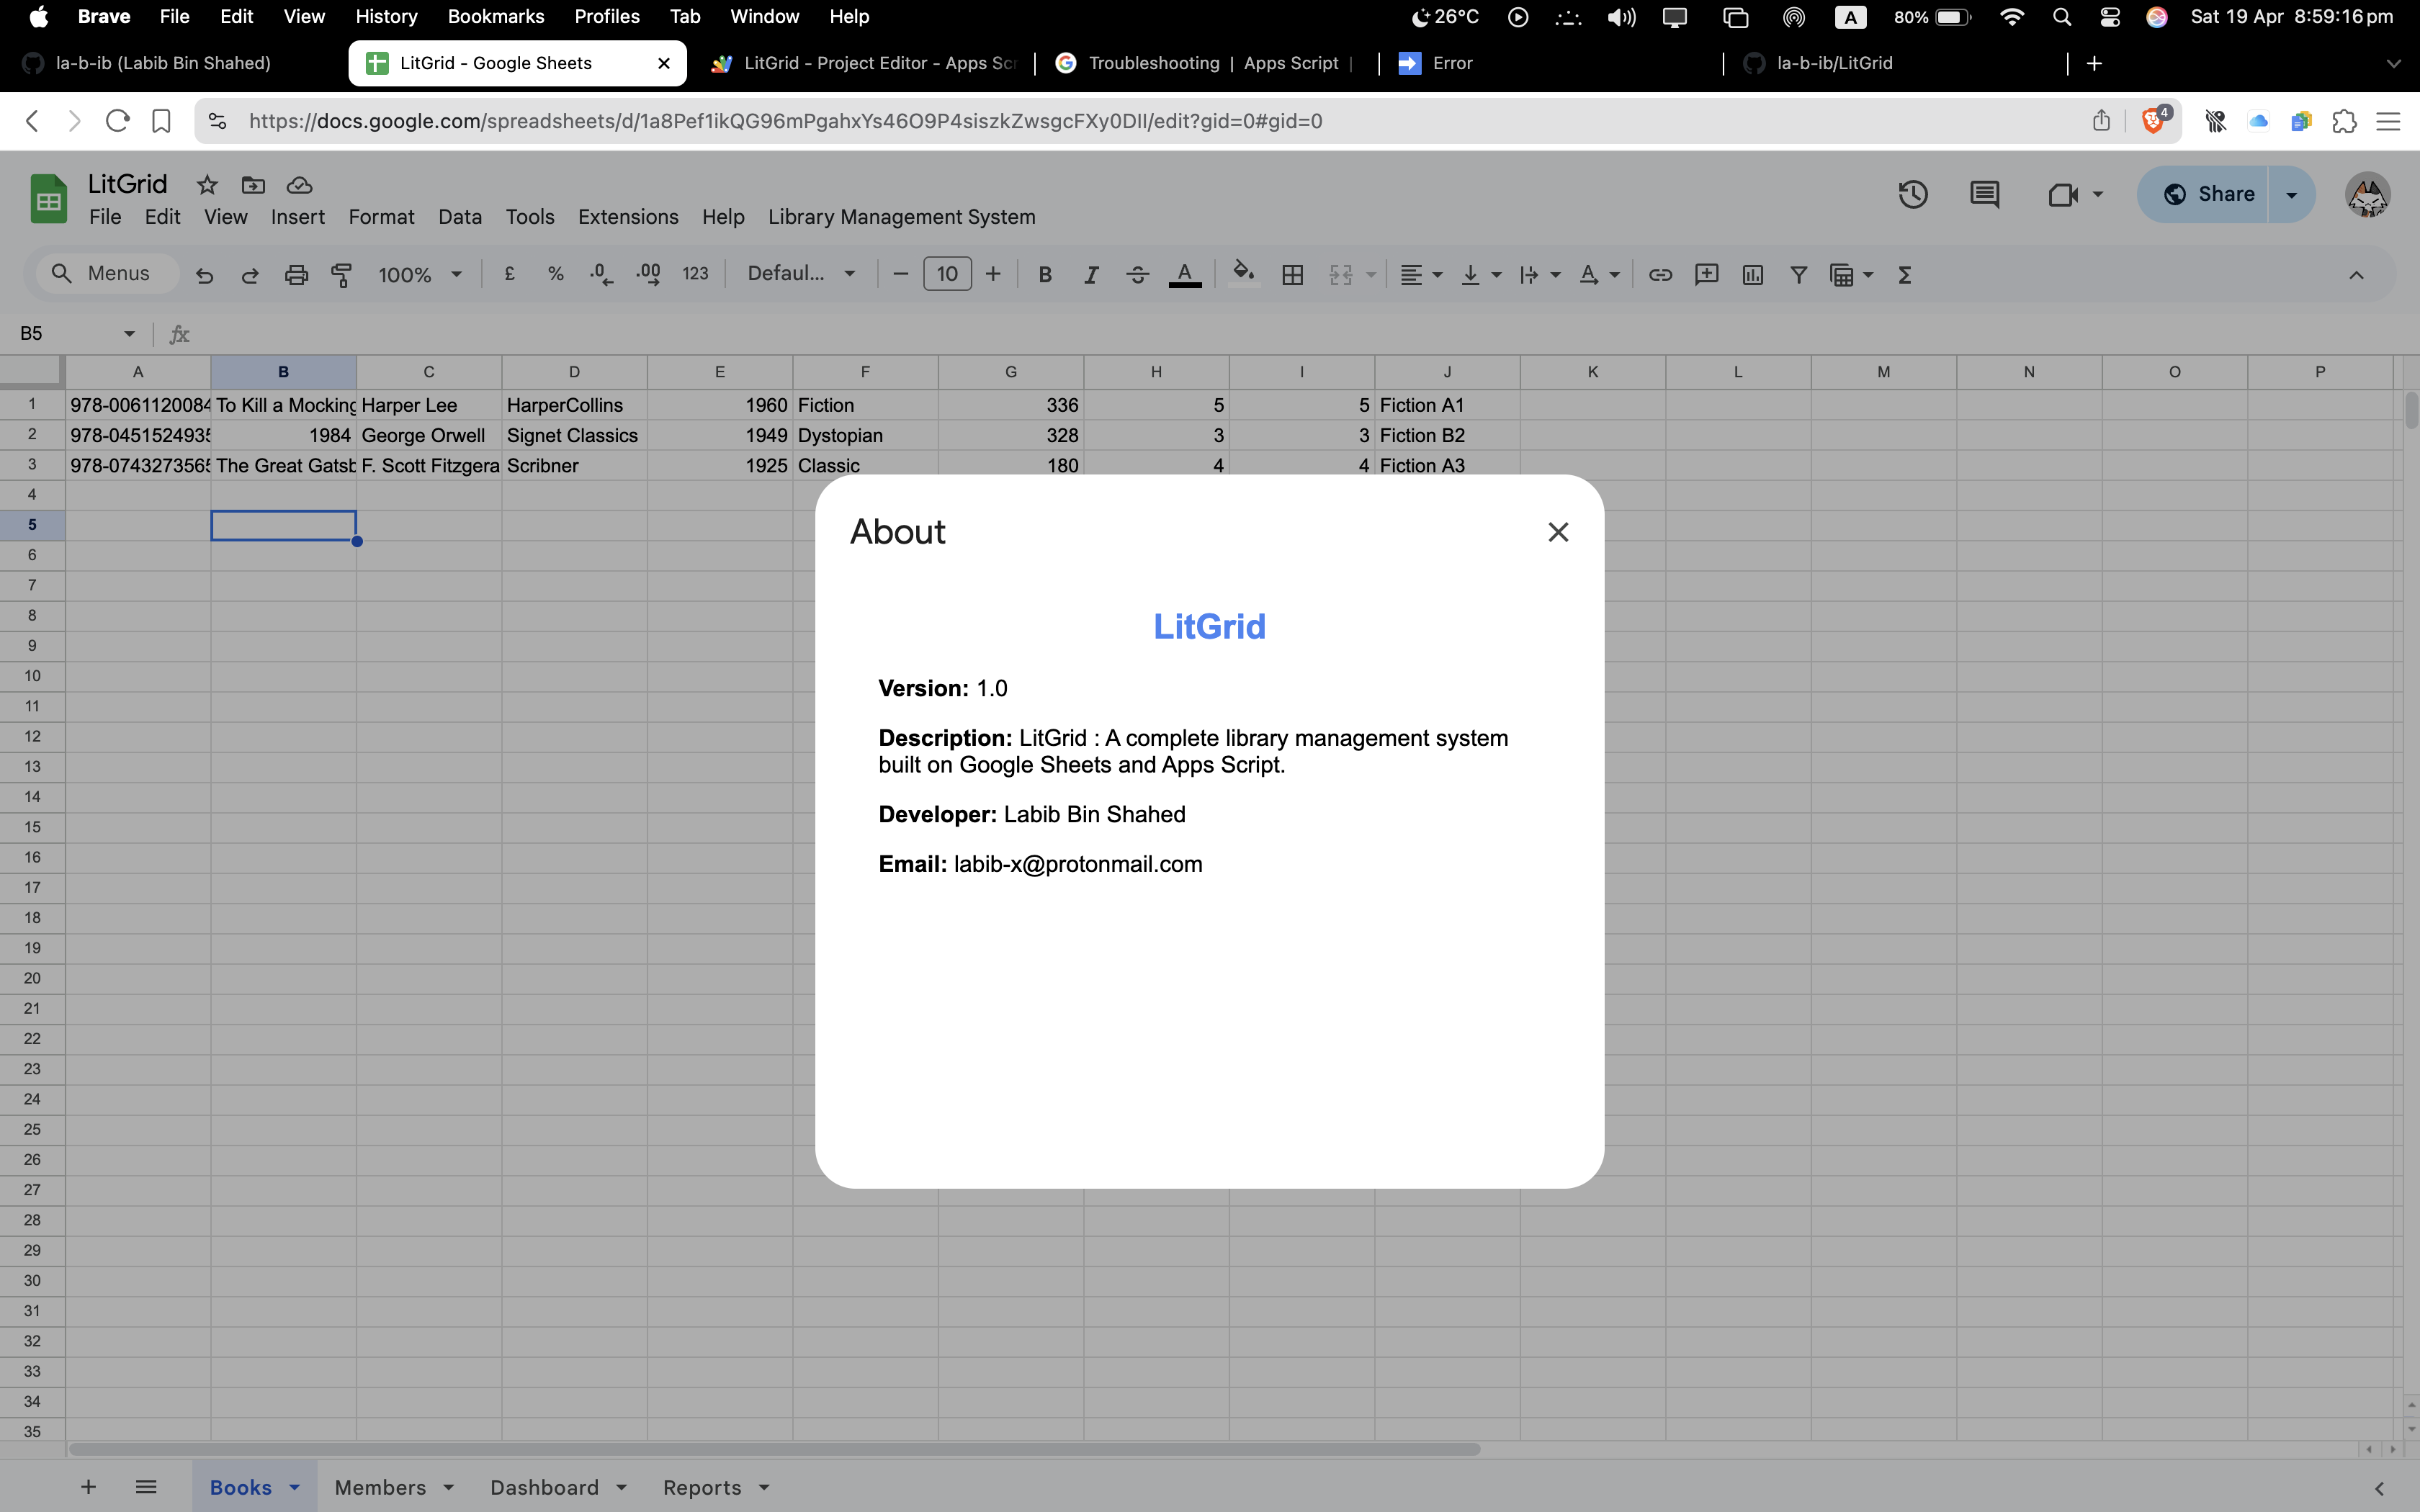 Brave File Edit View History Bookmarks Profiles Tab Window Help 26°C A 80% Sat 19 Apr 8:59:16 pm
la-b-ib (Labib Bin Shahed) LitGrid - Google Sheets LitGrid - Project Editor - Apps Scr Troubleshooting | Apps Script | Error la-b-ib/LitGrid
https://docs.google.com/spreadsheets/d/1a8Pef1ikQG96mPgahxYs46O9P4siszkZwsgcFXy0DlI/edit?gid=0#gid=0 4
LitGrid
File Edit View Insert Format Data Tools Extensions Help Library Management System Share
Menus 100% £ % .0 .00 123 Defaul... 10 B I A A Σ
B5 fx
A B C D E F G H I J K L M N O P
1 978-0061120084 To Kill a Mocking Harper Lee HarperCollins 1960 Fiction 336 5 5 Fiction A1
2 978-0451524935 1984 George Orwell Signet Classics 1949 Dystopian 328 3 3 Fiction B2
3 978-0743273565 The Great Gatsb F. Scott Fitzgera Scribner 1925 Classic 180 4 4 Fiction A3
4
5
6
7
8
9
10
11
12
13
14
15
16
17
18
19
20
21
22
23
24
25
26
27
28
29
30
31
32
33
34
35
About
LitGrid
Version: 1.0
Description: LitGrid : A complete library management system
built on Google Sheets and Apps Script.
Developer: Labib Bin Shahed
Email: labib-x@protonmail.com
Books Members Dashboard Reports